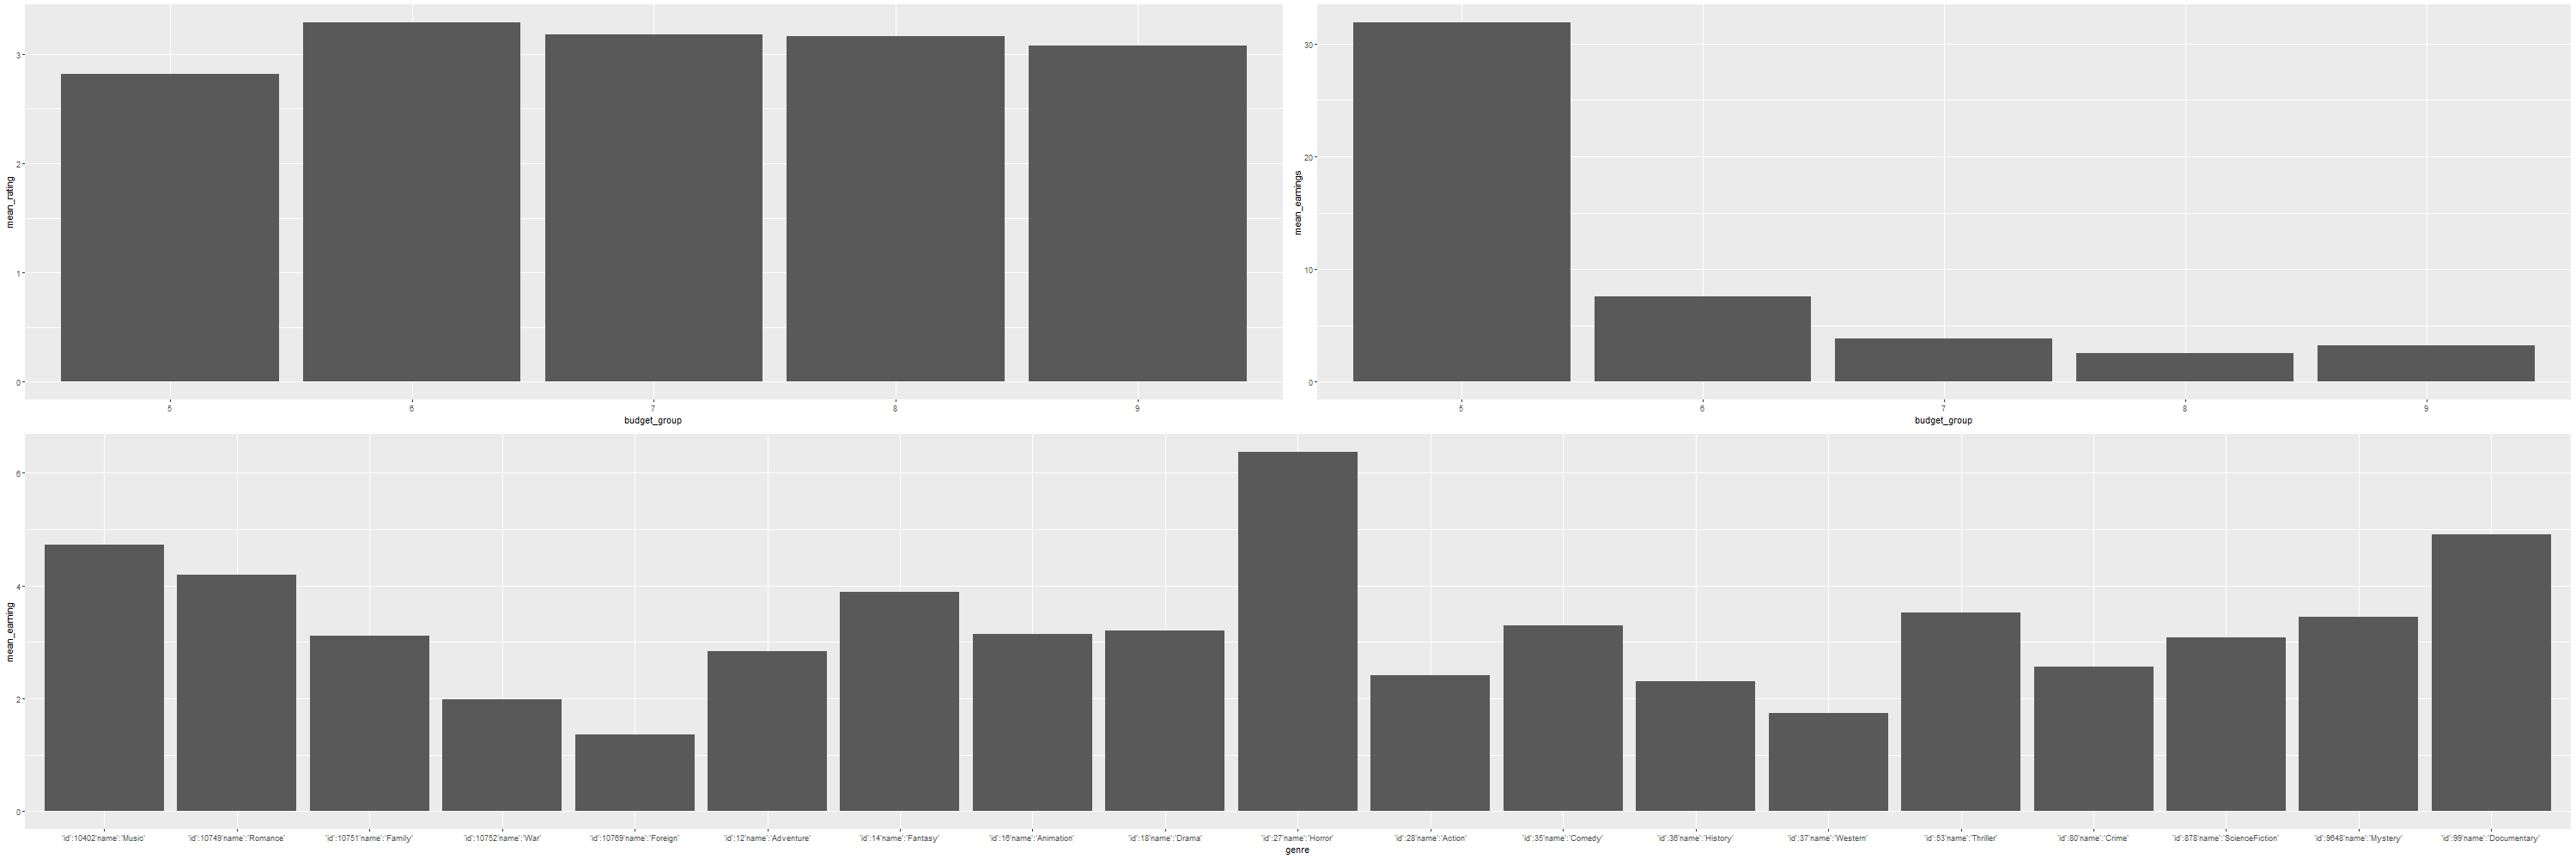 mean_rating
3
2
1
0
5 6 7 8 9
budget_group
mean_earnings
30
20
10
0
5 6 7 8 9
budget_group
mean_earning
6
4
2
0
'id':10402'name':'Music' 'id':10749'name':'Romance' 'id':10751'name':'Family' 'id':10752'name':'War' 'id':10769'name':'Foreign' 'id':12'name':'Adventure' 'id':14'name':'Fantasy' 'id':16'name':'Animation' 'id':18'name':'Drama' 'id':27'name':'Horror' 'id':28'name':'Action' 'id':35'name':'Comedy' 'id':36'name':'History' 'id':37'name':'Western' 'id':53'name':'Thriller' 'id':80'name':'Crime' 'id':878'name':'ScienceFiction' 'id':9648'name':'Mystery' 'id':99'name':'Documentary'
genre